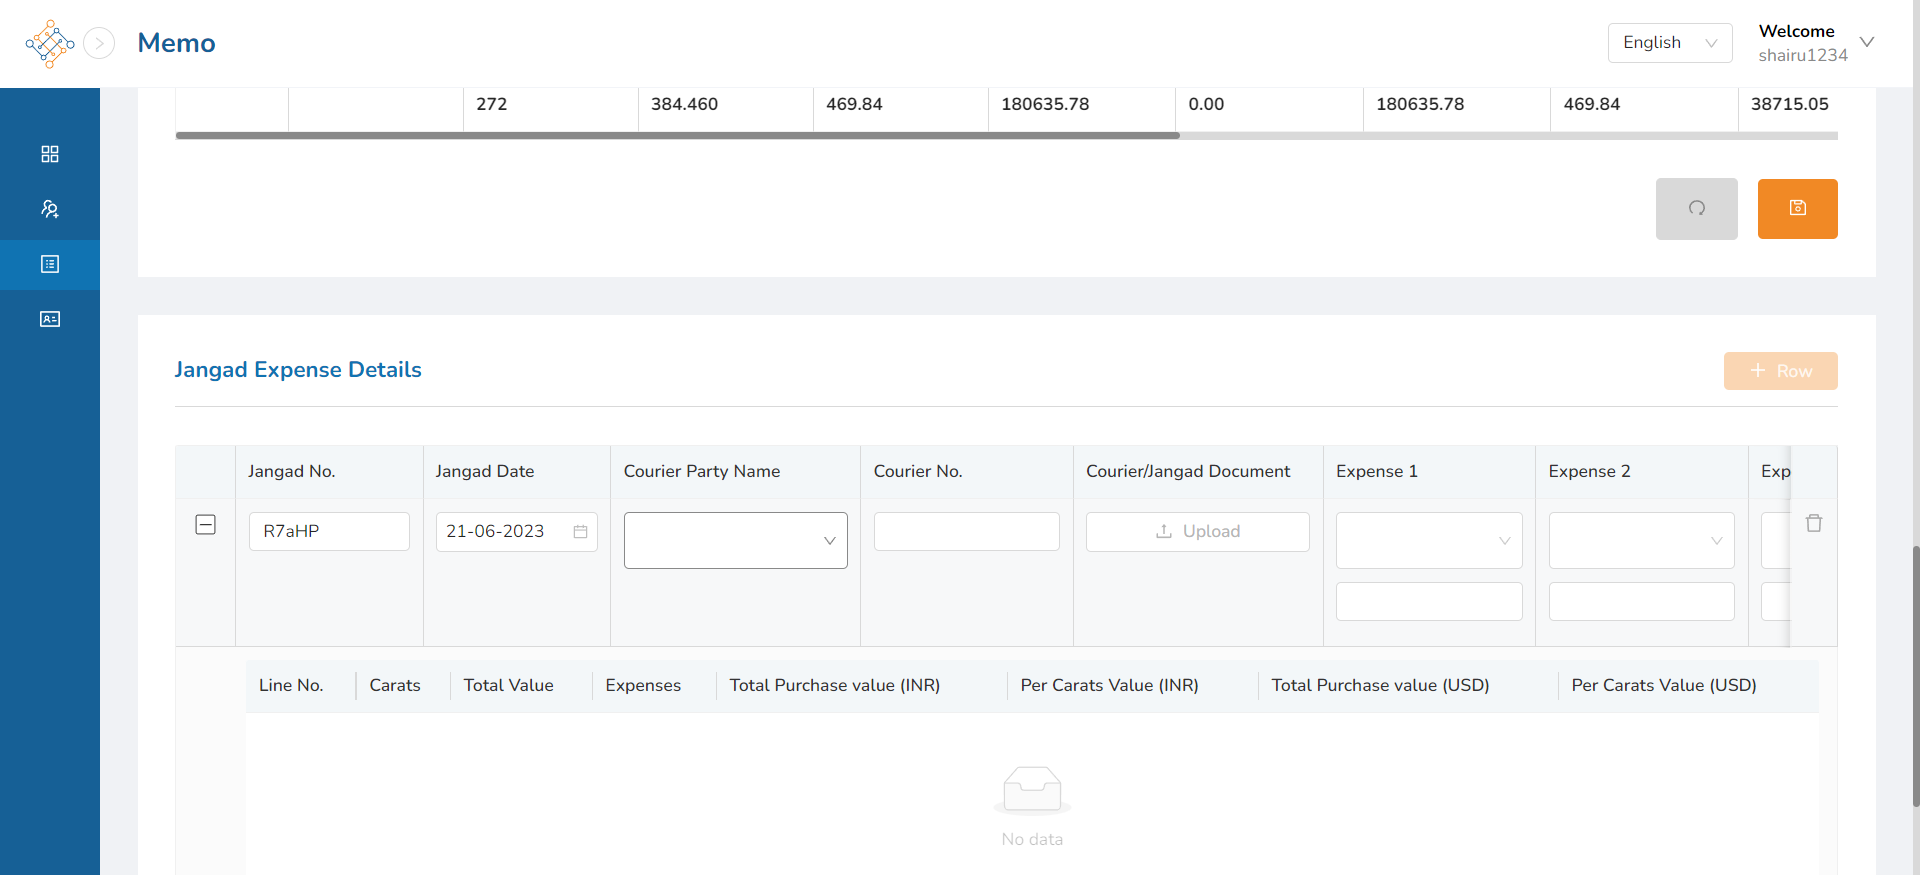 Memo
English
Welcome
shairu1234
272 384.460 469.84 180635.78 0.00 180635.78 469.84 38715.05
Jangad Expense Details
Row
Jangad No. Jangad Date Courier Party Name Courier No. Courier/Jangad Document Expense 1 Expense 2 Exp
R7aHP 21-06-2023 Upload
Line No. Carats Total Value Expenses Total Purchase value (INR) Per Carats Value (INR) Total Purchase value (USD) Per Carats Value (USD)
No data